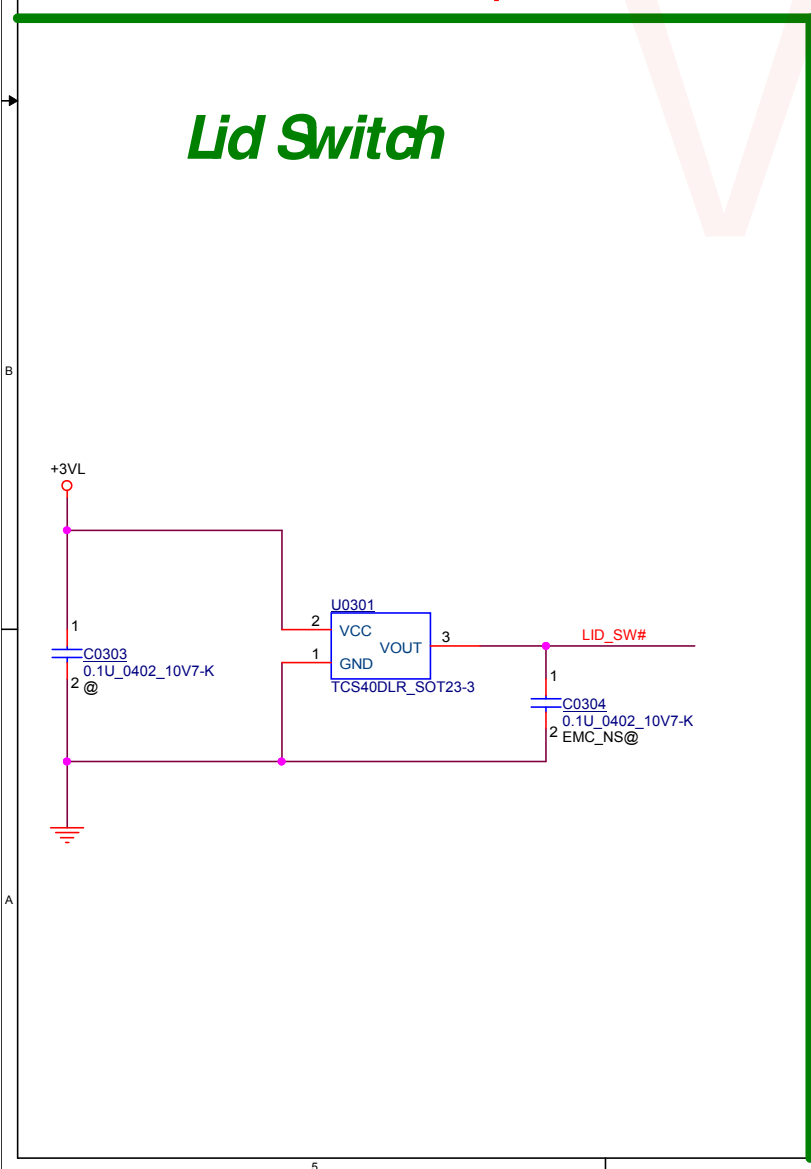 Lid Switch
B
+3VL
U0301
2
VCC
3
VOUT
LID_SW#
1
GND
TCS40DLR_SOT23-3
1
C0303
0.1U_0402_10V7-K
2
@
1
C0304
0.1U_0402_10V7-K
2
EMC_NS@
A
5